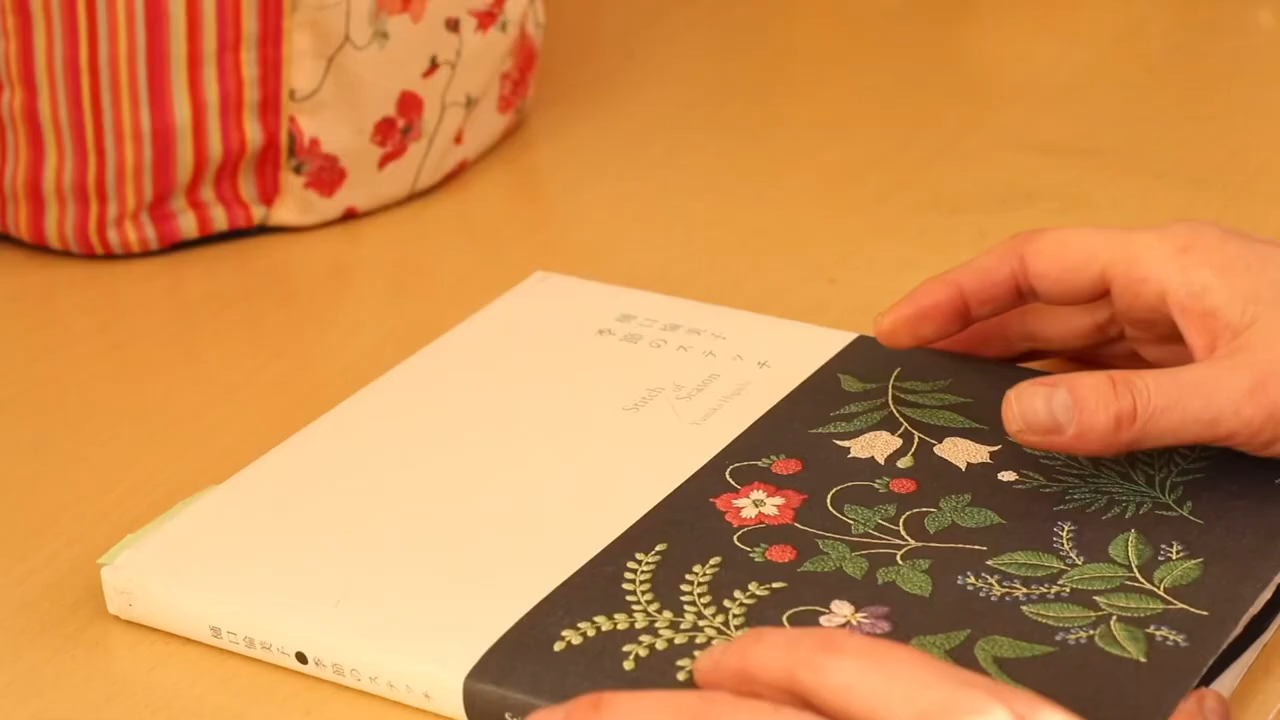 樋口愉美子
季節のステッチ
Stitch
of
Season
Yumiko Higuchi
樋口愉美子●季節のステッチ